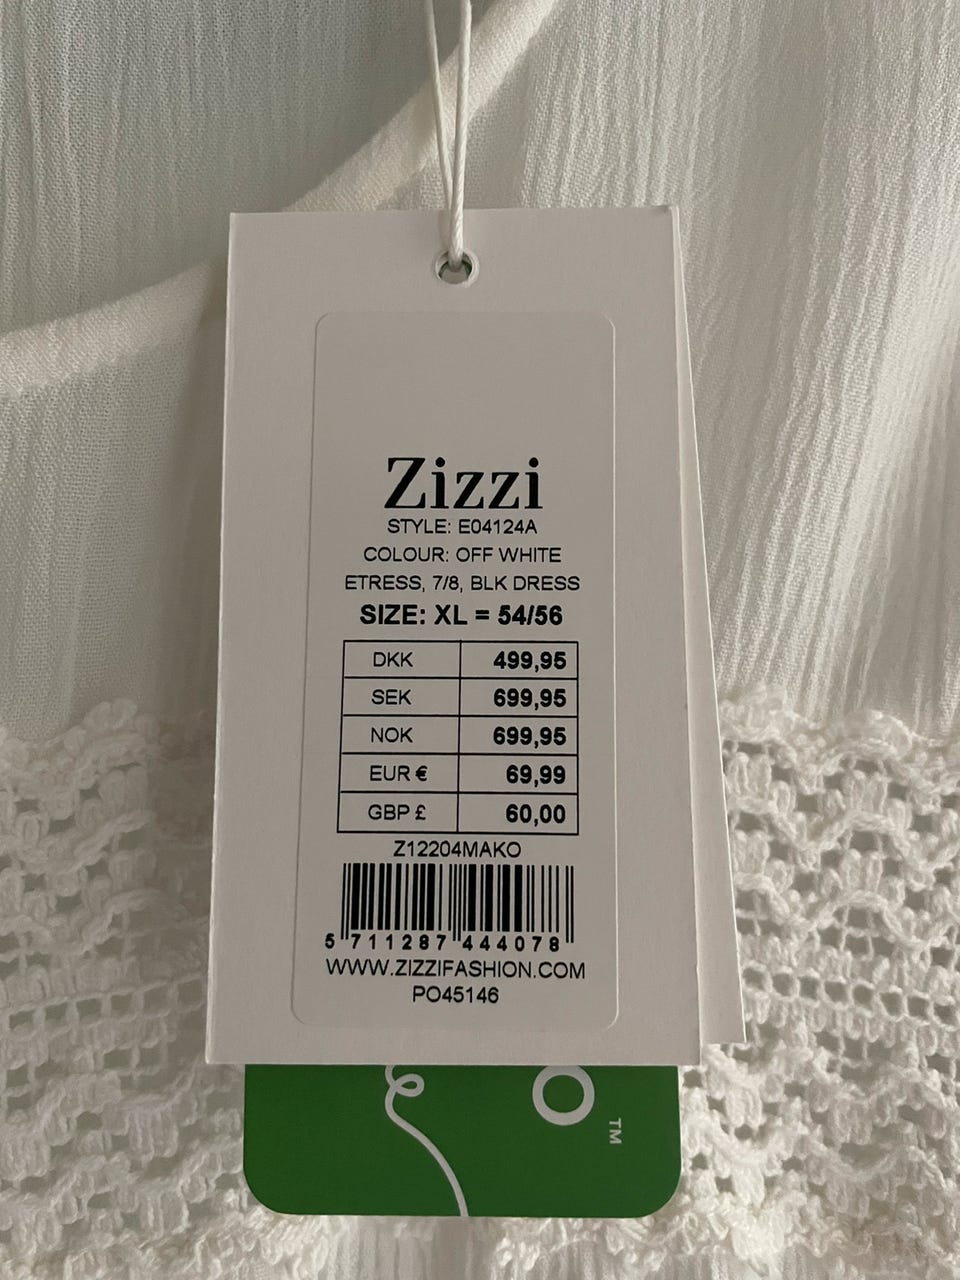 Zizzi
STYLE: E04124A
COLOUR: OFF WHITE
ETRESS, 7/8, BLK DRESS
SIZE: XL = 54/56
DKK 499,95
SEK 699,95
NOK 699,95
EUR € 69,99
GBP £ 60,00
Z12204MAKO
5 711287 444078
WWW.ZIZZIFASHION.COM
PO45146
O
TM